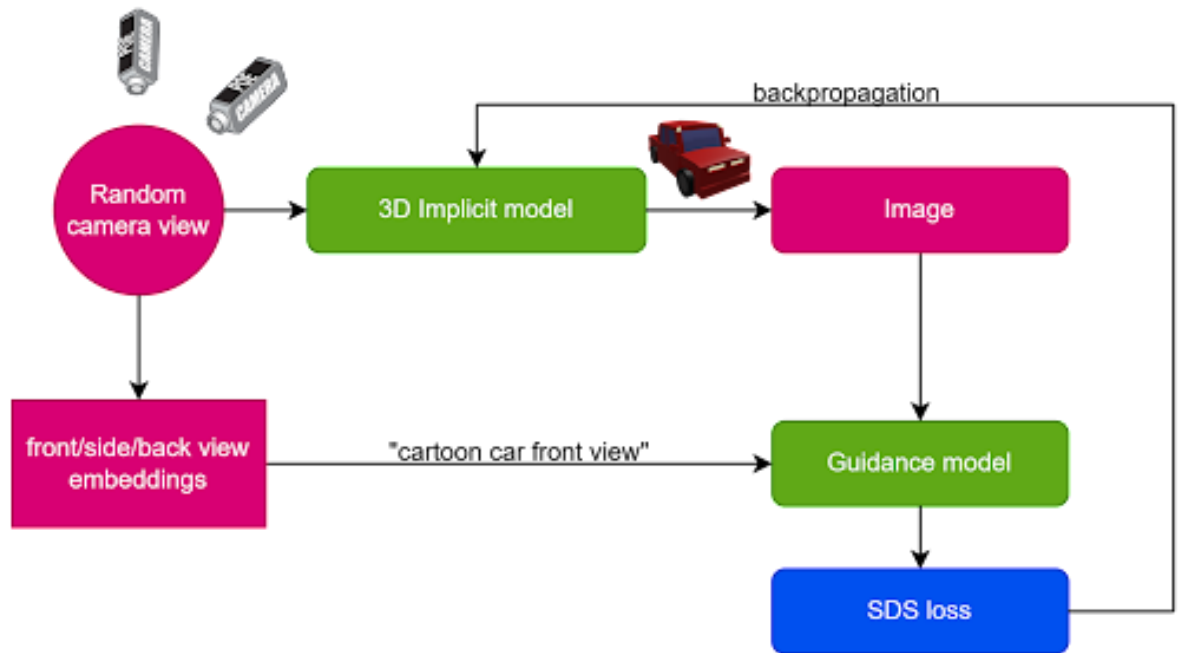 CAMERA
CAMERA
backpropagation
Random
camera view
3D Implicit model
Image
front/side/back view
embeddings
"cartoon car front view"
Guidance model
SDS loss